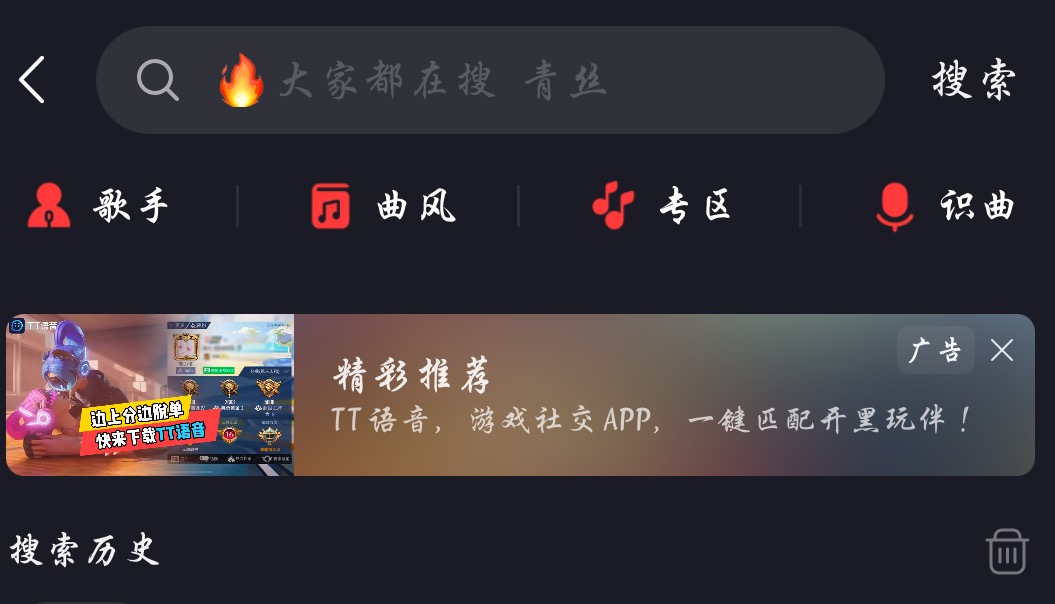 大家都在搜 青丝
搜索
歌手
曲风
专区
识曲
TT语音
边上分边脱单
快来下载TT语音
16
精彩推荐
广告
TT语音，游戏社交APP，一键匹配开黑玩伴！
搜索历史